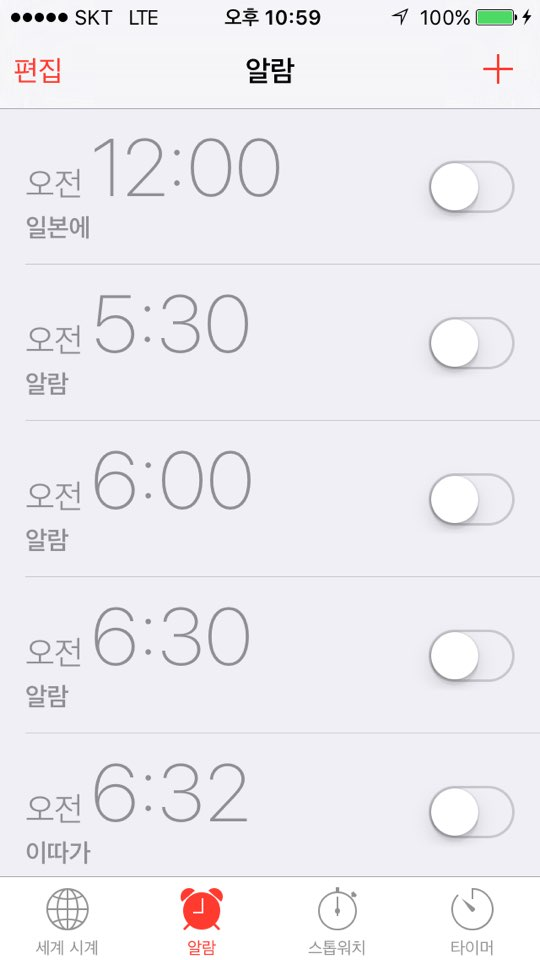 SKT LTE 오후 10:59 100%
편집 알람
오전 12:00
일본에
오전 5:30
알람
오전 6:00
알람
오전 6:30
알람
오전 6:32
이따가
세계 시계 알람 스톱워치 타이머